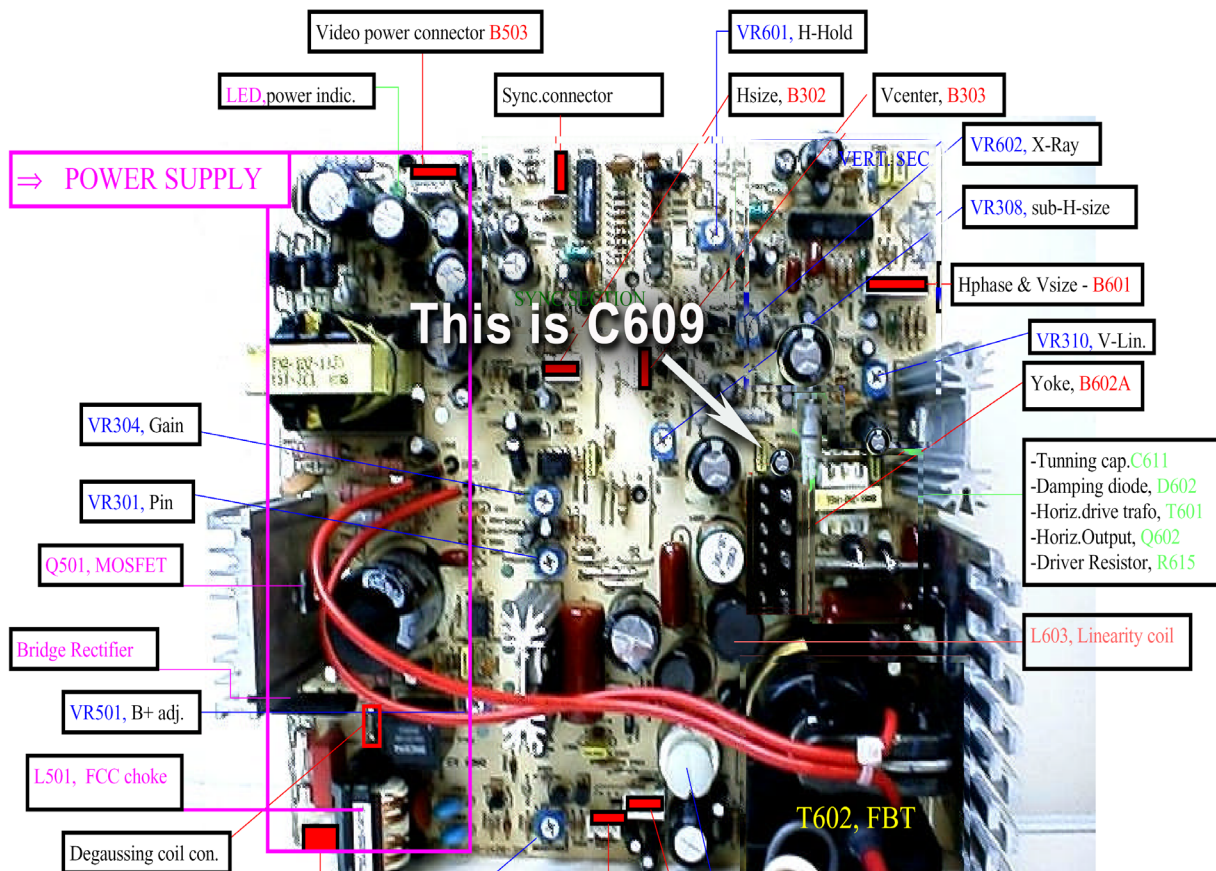 Video power connector B503
VR601, H-Hold
LED,power indic.
Sync.connector
Hsize, B302
Vcenter, B303
VERT. SEC
VR602, X-Ray
⇒ POWER SUPPLY
VR308, sub-H-size
Hphase & Vsize - B601
SYNC SECTION
This is C609
VR310, V-Lin.
Yoke, B602A
VR304, Gain
-Tunning cap.C611
-Damping diode, D602
-Horiz.drive trafo, T601
-Horiz.Output, Q602
-Driver Resistor, R615
VR301, Pin
Q501, MOSFET
Bridge Rectifier
L603, Linearity coil
VR501, B+ adj.
L501, FCC choke
T602, FBT
Degaussing coil con.